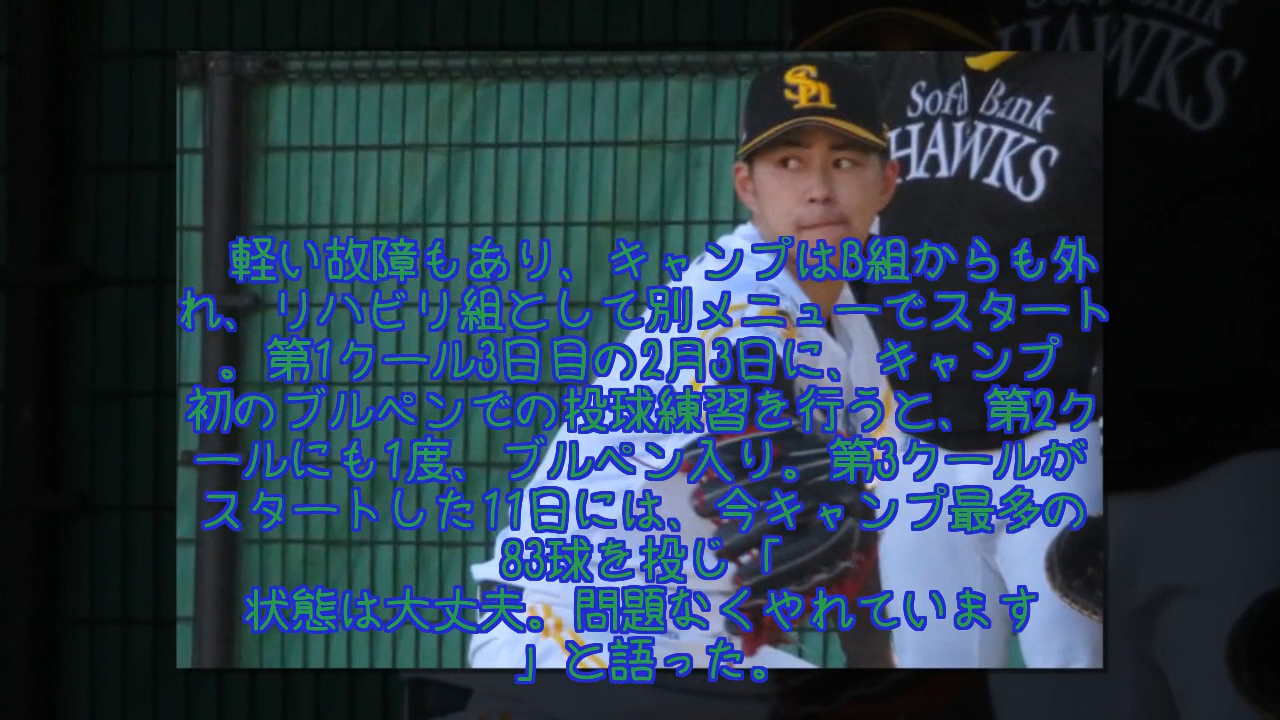 SH
Soft Bank
HAWKS
軽い故障もあり、キャンプはB組からも外
れ、リハビリ組として別メニューでスタート
。第1クール3日目の2月3日に、キャンプ
初のブルペンでの投球練習を行うと、第2ク
ールにも1度、ブルペン入り。第3クールが
スタートした11日には、今キャンプ最多の
83球を投じ「
状態は大丈夫。問題なくやれています
」と語った。